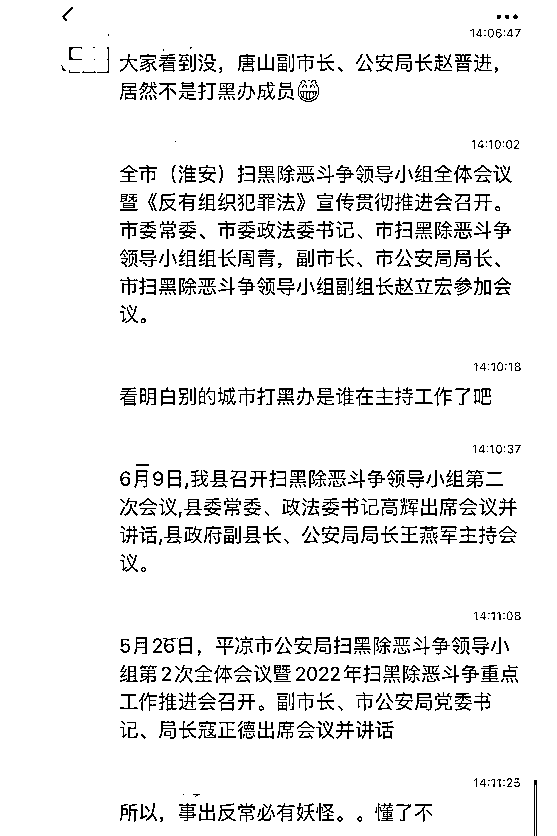 14:06:47
大家看到没，唐山副市长、公安局长赵晋进，
居然不是打黑办成员😁
14:10:02
全市（淮安）扫黑除恶斗争领导小组全体会议
暨《反有组织犯罪法》宣传贯彻推进会召开。
市委常委、市委政法委书记、市扫黑除恶斗争
领导小组组长周青，副市长、市公安局局长、
市扫黑除恶斗争领导小组副组长赵立宏参加会
议。
14:10:18
看明白别的城市打黑办是谁在主持工作了吧
14:10:37
6月9日,我县召开扫黑除恶斗争领导小组第二
次会议,县委常委、政法委书记高辉出席会议并
讲话,县政府副县长、公安局局长王燕军主持会
议。
14:11:08
5月26日，平凉市公安局扫黑除恶斗争领导小
组第2次全体会议暨2022年扫黑除恶斗争重点
工作推进会召开。副市长、市公安局党委书
记、局长寇正德出席会议并讲话
14:11:25
所以，事出反常必有妖怪。。懂了不